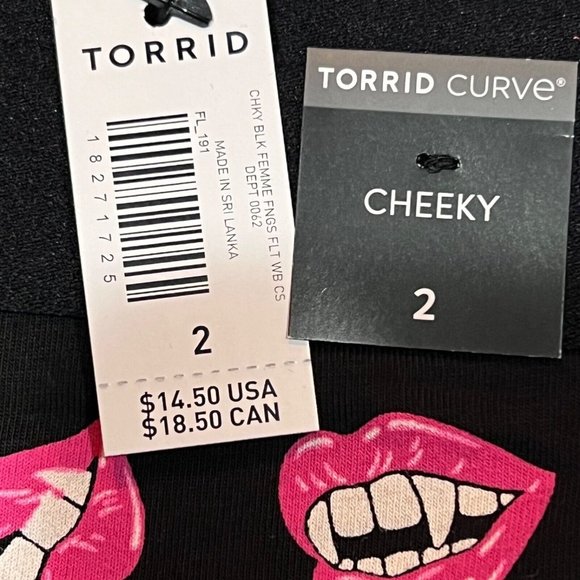 TORRID
CHKY BLK FEMME FNGS FLT WB CS
DEPT 0062
MADE IN SRI LANKA
FL_191
18271725
2
$14.50 USA
$18.50 CAN
TORRID CURVE®
CHEEKY
2